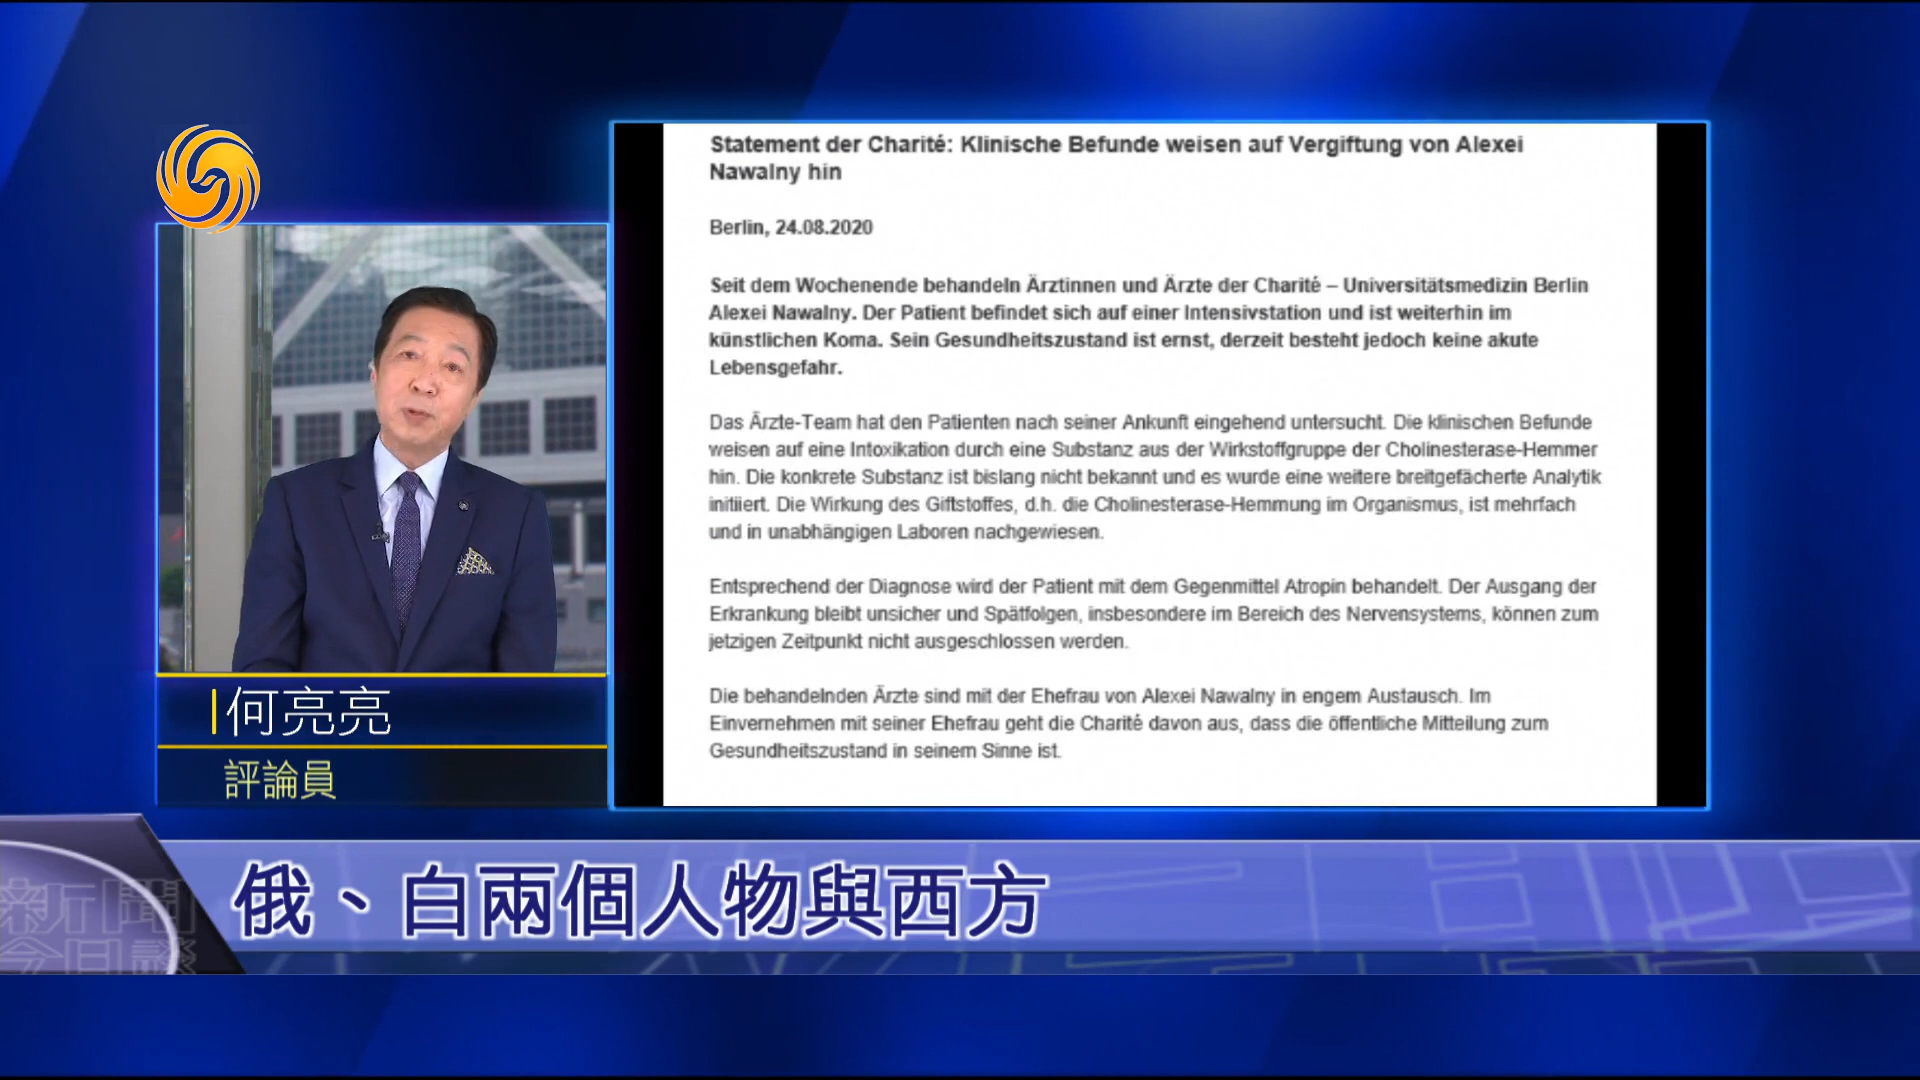 Statement der Charité: Klinische Befunde weisen auf Vergiftung von Alexei
Nawalny hin
Berlin, 24.08.2020
Seit dem Wochenende behandeln Ärztinnen und Ärzte der Charité – Universitätsmedizin Berlin
Alexei Nawalny. Der Patient befindet sich auf einer Intensivstation und ist weiterhin im
künstlichen Koma. Sein Gesundheitszustand ist ernst, derzeit besteht jedoch keine akute
Lebensgefahr.
Das Ärzte-Team hat den Patienten nach seiner Ankunft eingehend untersucht. Die klinischen Befunde
weisen auf eine Intoxikation durch eine Substanz aus der Wirkstoffgruppe der Cholinesterase-Hemmer
hin. Die konkrete Substanz ist bislang nicht bekannt und es wurde eine weitere breitgefächerte Analytik
initiiert. Die Wirkung des Giftstoffes, d.h. die Cholinesterase-Hemmung im Organismus, ist mehrfach
und in unabhängigen Laboren nachgewiesen.
Entsprechend der Diagnose wird der Patient mit dem Gegenmittel Atropin behandelt. Der Ausgang der
Erkrankung bleibt unsicher und Spätfolgen, insbesondere im Bereich des Nervensystems, können zum
jetzigen Zeitpunkt nicht ausgeschlossen werden.
Die behandelnden Ärzte sind mit der Ehefrau von Alexei Nawalny in engem Austausch. Im
Einvernehmen mit seiner Ehefrau geht die Charité davon aus, dass die öffentliche Mitteilung zum
Gesundheitszustand in seinem Sinne ist.
何亮亮
評論員
俄、白兩個人物與西方
新聞
今日談